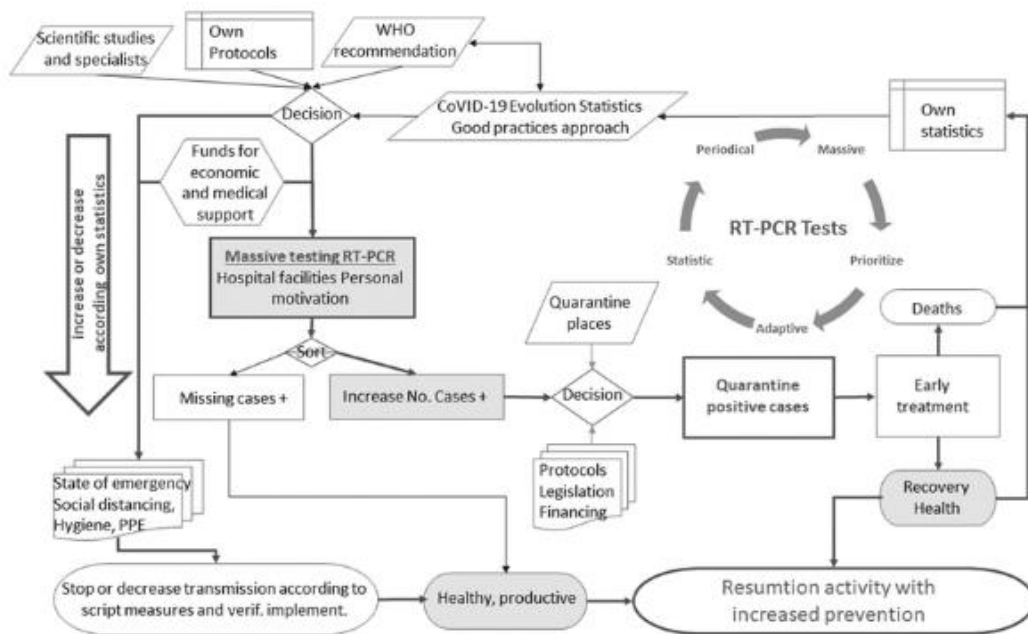 Scientific studies
and specialists
Own
Protocols
WHO
recommendation
Decision
CoVID-19 Evolution Statistics
Good practices approach
Own
statistics
Funds for
economic
and medical
support
increase or decrease
according own statistics
Massive testing RT-PCR
Hospital facilities Personal
motivation
Periodical
Massive
RT-PCR Tests
Statistic
Prioritize
Adaptive
Sort
Quarantine
places
Deaths
Missing cases +
Increase No. Cases +
Decision
Quarantine
positive cases
Early
treatment
State of emergency
Social distancing,
Hygiene, PPE
Protocols
Legislation
Financing
Recovery
Health
Stop or decrease transmission according to
script measures and verif. implement.
Healthy, productive
Resumtion activity with
increased prevention